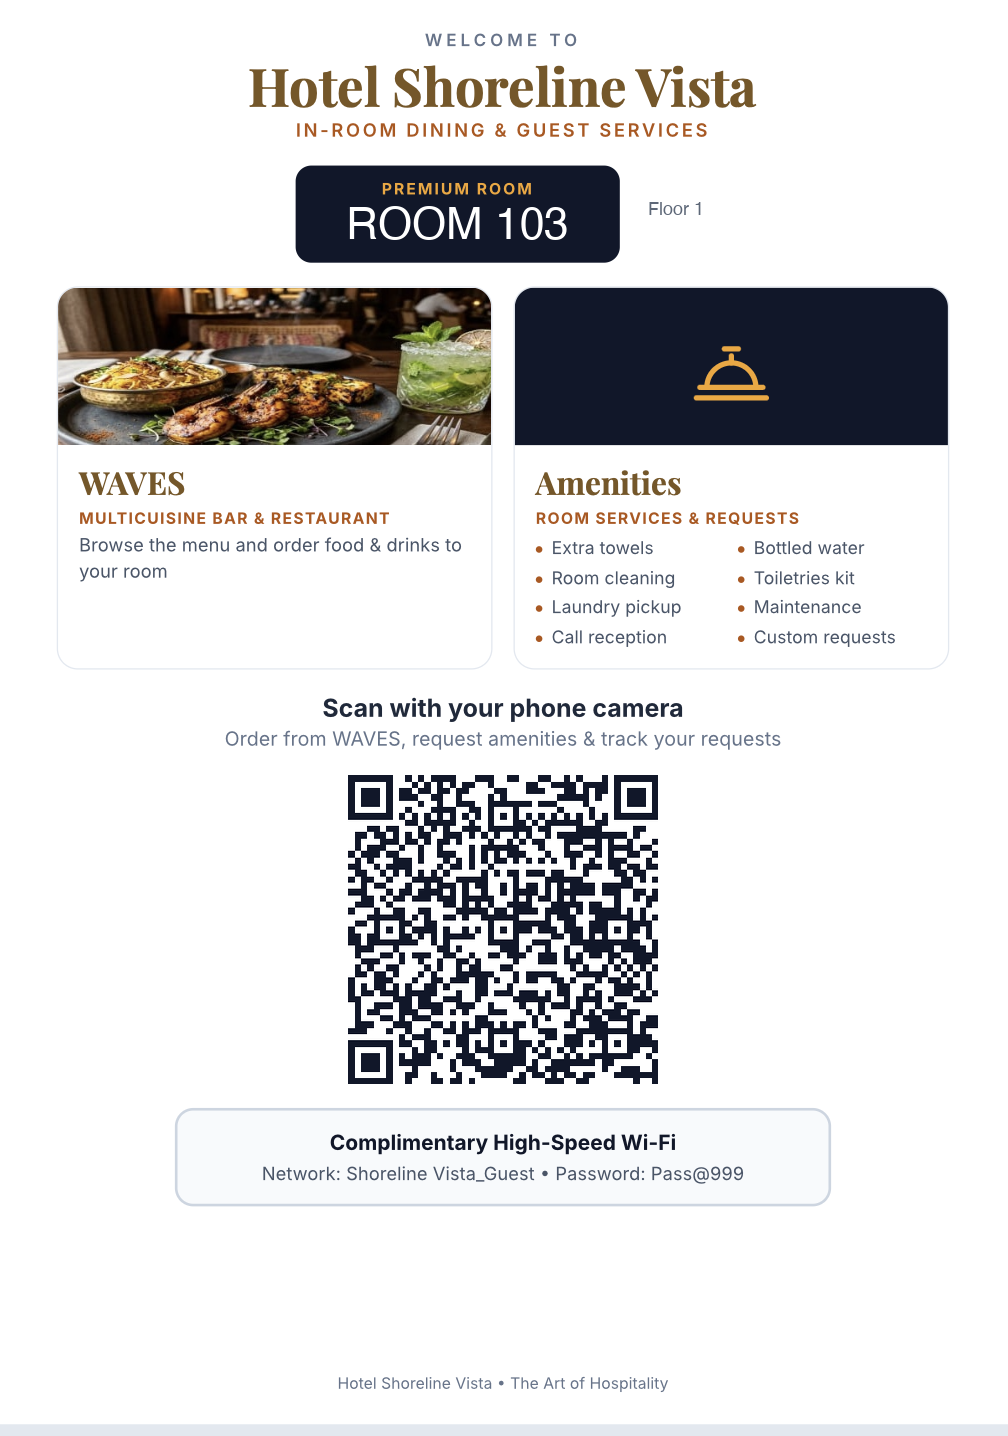 WELCOME TO
Hotel Shoreline Vista
IN-ROOM DINING & GUEST SERVICES
PREMIUM ROOM
ROOM 103
Floor 1
WAVES
MULTICUISINE BAR & RESTAURANT
Browse the menu and order food & drinks to
your room
Amenities
ROOM SERVICES & REQUESTS
• Extra towels
• Bottled water
• Room cleaning
• Toiletries kit
• Laundry pickup
• Maintenance
• Call reception
• Custom requests
Scan with your phone camera
Order from WAVES, request amenities & track your requests
Complimentary High-Speed Wi-Fi
Network: Shoreline Vista_Guest • Password: Pass@999
Hotel Shoreline Vista • The Art of Hospitality